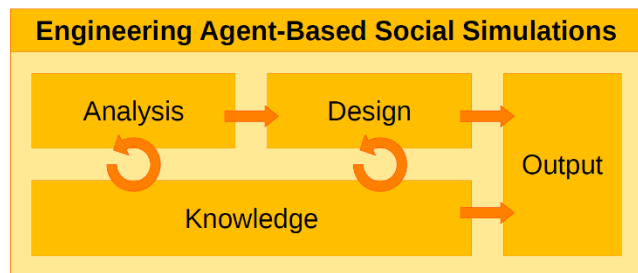 Engineering Agent-Based Social Simulations
Analysis
Design
Output
Knowledge